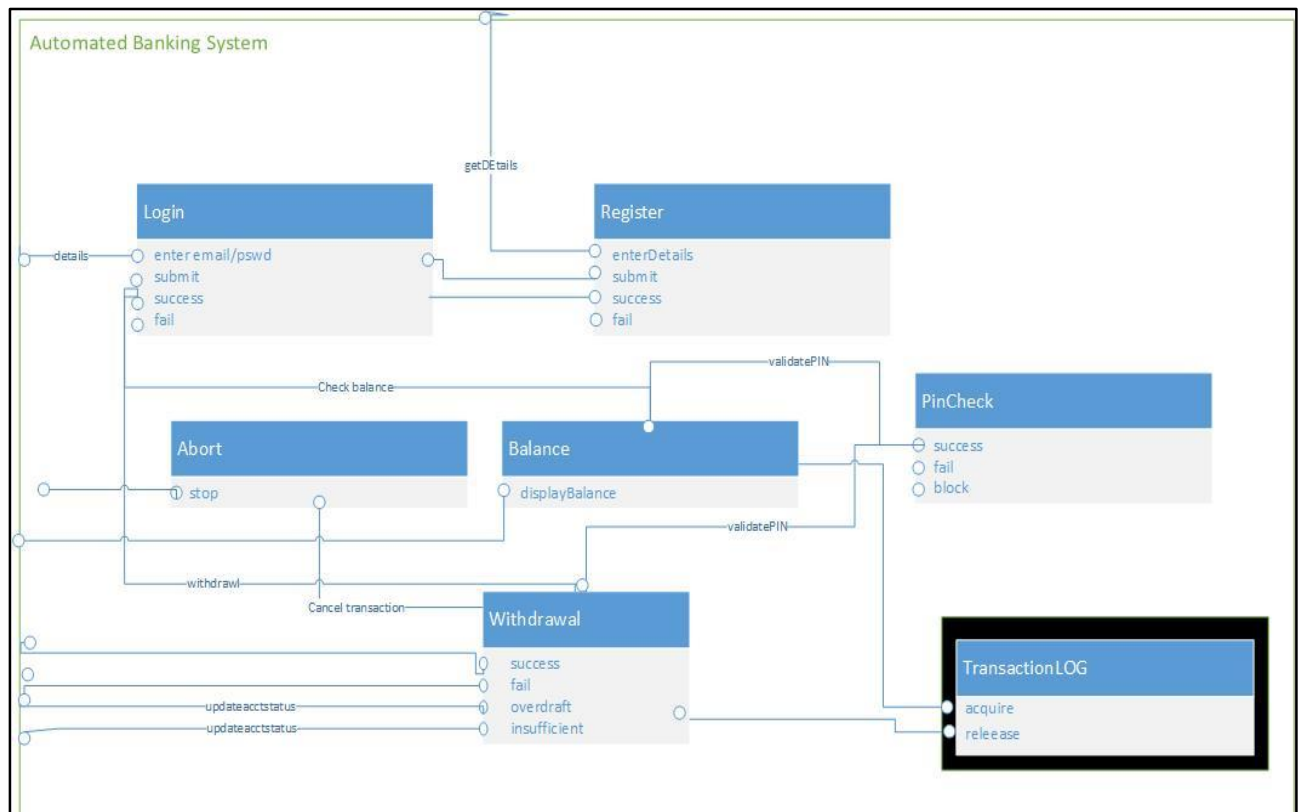 Automated Banking System
getDEtails
Login
enter email/pswd
submit
success
fail
details
Register
enterDetails
submit
success
fail
validatePIN
Check balance
PinCheck
success
fail
block
Abort
stop
Balance
displayBalance
validatePIN
withdrawl
Cancel transaction
Withdrawal
success
fail
overdraft
insufficient
updateacctstatus
updateacctstatus
TransactionLOG
acquire
releease